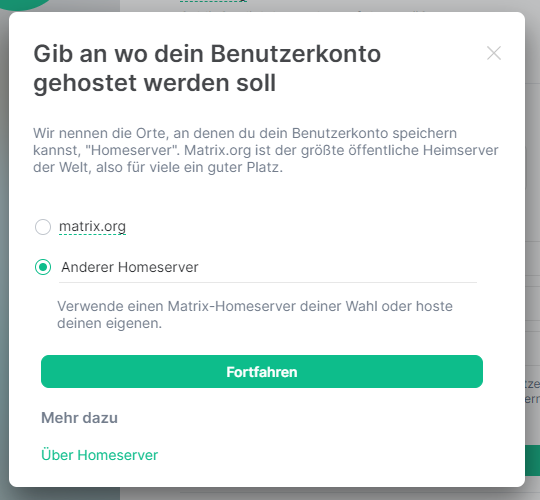 Gib an wo dein Benutzerkonto
gehostet werden soll
Wir nennen die Orte, an denen du dein Benutzerkonto speichern
kannst, "Homeserver". Matrix.org ist der größte öffentliche Heimserver
der Welt, also für viele ein guter Platz.
matrix.org
Anderer Homeserver
Verwende einen Matrix-Homeserver deiner Wahl oder hoste
deinen eigenen.
Fortfahren
Mehr dazu
Über Homeserver